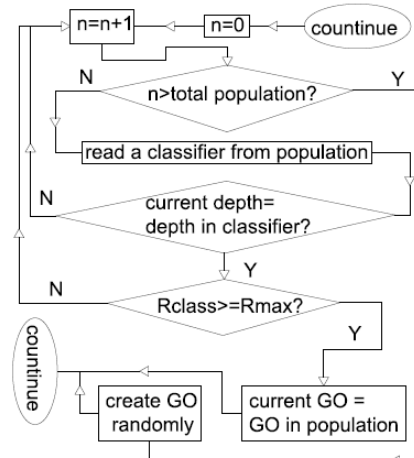 n=n+1
n=0
countinue
N
n>total population?
Y
read a classifier from population
N
current depth=
depth in classifier?
Y
N
Rclass>=Rmax?
Y
countinue
create GO
randomly
current GO =
GO in population